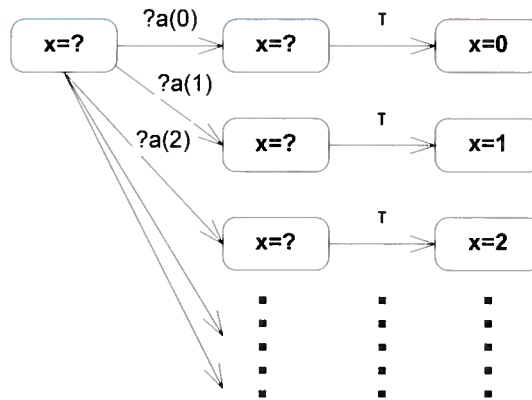 x=? ?a(0) x=? T x=0
?a(1)
?a(2) x=? T x=1
x=? T x=2